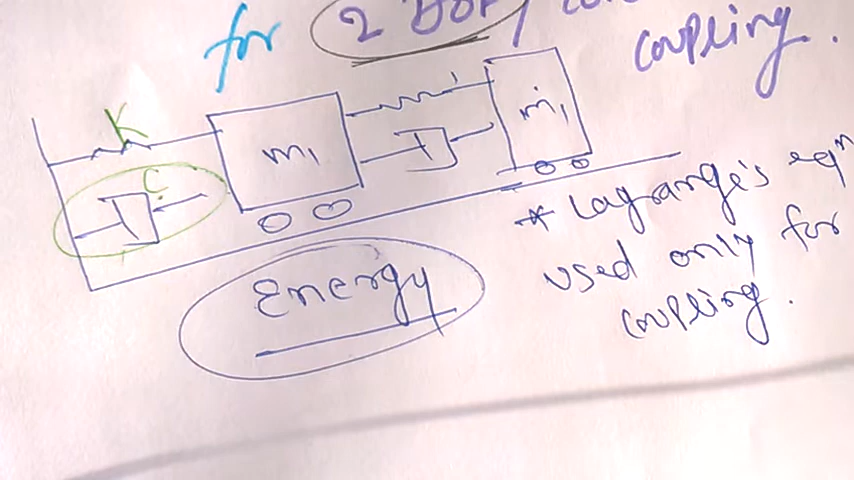 for 2 DOF,
coupling.
K
C
m1
m1
* Lagrange's eqn
used only for
coupling.
Energy